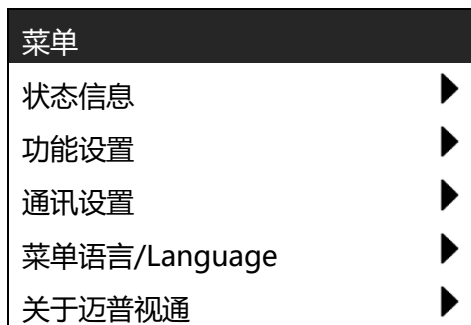 菜单
状态信息
功能设置
通讯设置
菜单语言/Language
关于迈普视通